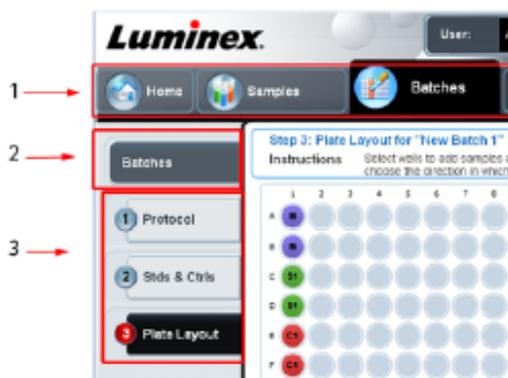 Luminex.
User: A
1
Home Samples Batches
2
Batches
Step 3: Plate Layout for "New Batch 1"
Instructions Select wells to add samples a
choose the direction in which
3
1 Protocol
2 Stds & Ctrls
3 Plate Layout
1 2 3 4 5 6 7 8
A B
B B
C S1
D S1
E C1
F C1